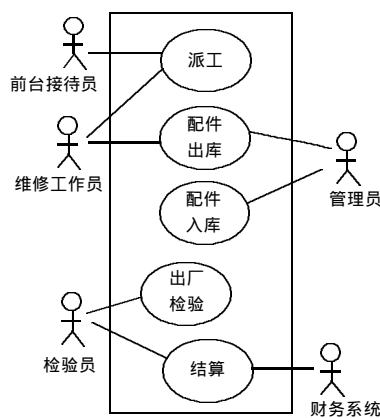 派工
前台接待员
配件
出库
维修工作员
管理员
配件
入库
出厂
检验
检验员
结算
财务系统